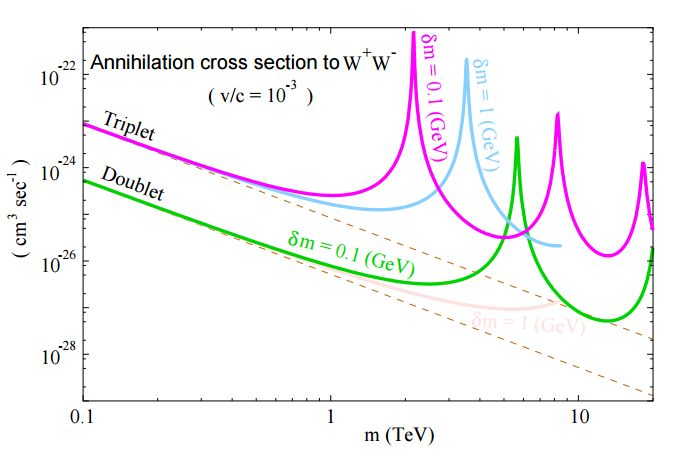 Annihilation cross section to W⁺W⁻
( v/c = 10⁻³ )
δm = 0.1 (GeV)
δm = 1 (GeV)
Triplet
Doublet
δm = 0.1 (GeV)
δm = 1 (GeV)
( cm³ sec⁻¹ )
10⁻²²
10⁻²⁴
10⁻²⁶
10⁻²⁸
0.1
1
10
m (TeV)